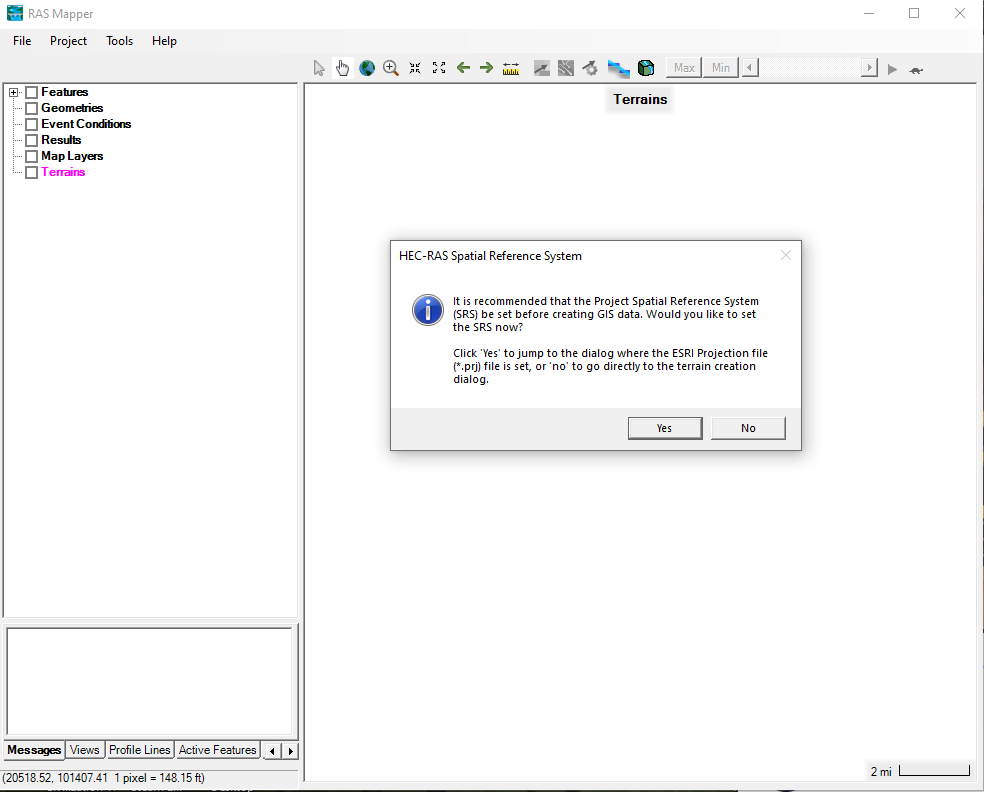 RAS Mapper
File Project Tools Help
Max Min
Features
Geometries
Event Conditions
Results
Map Layers
Terrains
Terrains
HEC-RAS Spatial Reference System
It is recommended that the Project Spatial Reference System
(SRS) be set before creating GIS data. Would you like to set
the SRS now?
Click 'Yes' to jump to the dialog where the ESRI Projection file
(*.prj) file is set, or 'no' to go directly to the terrain creation
dialog.
Yes No
Messages Views Profile Lines Active Features
2 mi
(20518.52, 101407.41 1 pixel = 148.15 ft)